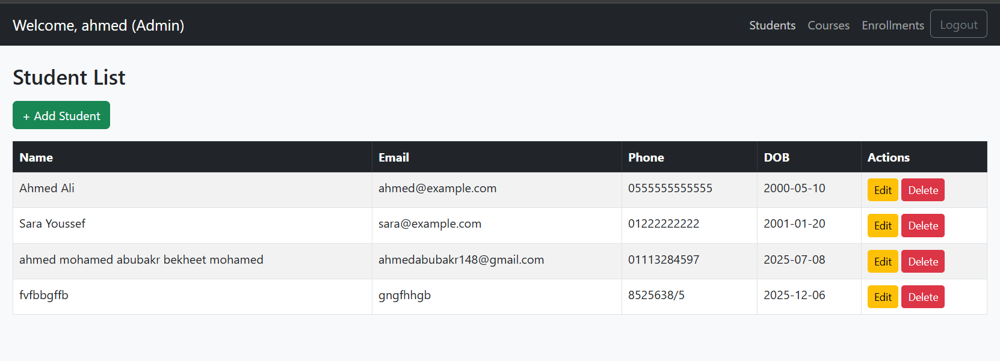 Welcome, ahmed (Admin) Students Courses Enrollments Logout
Student List
+ Add Student
Name Email Phone DOB Actions
Ahmed Ali ahmed@example.com 0555555555555 2000-05-10 Edit Delete
Sara Youssef sara@example.com 01222222222 2001-01-20 Edit Delete
ahmed mohamed abubakr bekheet mohamed ahmedabubakr148@gmail.com 01113284597 2025-07-08 Edit Delete
fvfbbgffb gngfhhgb 8525638/5 2025-12-06 Edit Delete